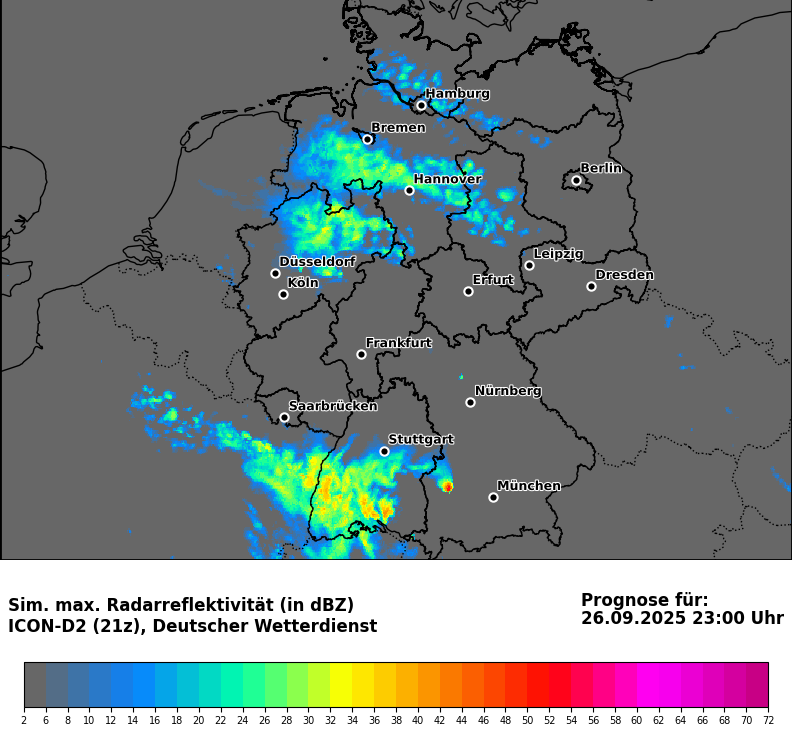 Hamburg
Bremen
Berlin
Hannover
Leipzig
Düsseldorf
Dresden
Erfurt
Köln
Frankfurt
Nürnberg
Saarbrücken
Stuttgart
München
Sim. max. Radarreflektivität (in dBZ)
ICON-D2 (21z), Deutscher Wetterdienst
Prognose für:
26.09.2025 23:00 Uhr
2 6 8 10 12 14 16 18 20 22 24 26 28 30 32 34 36 38 40 42 44 46 48 50 52 54 56 58 60 62 64 66 68 70 72